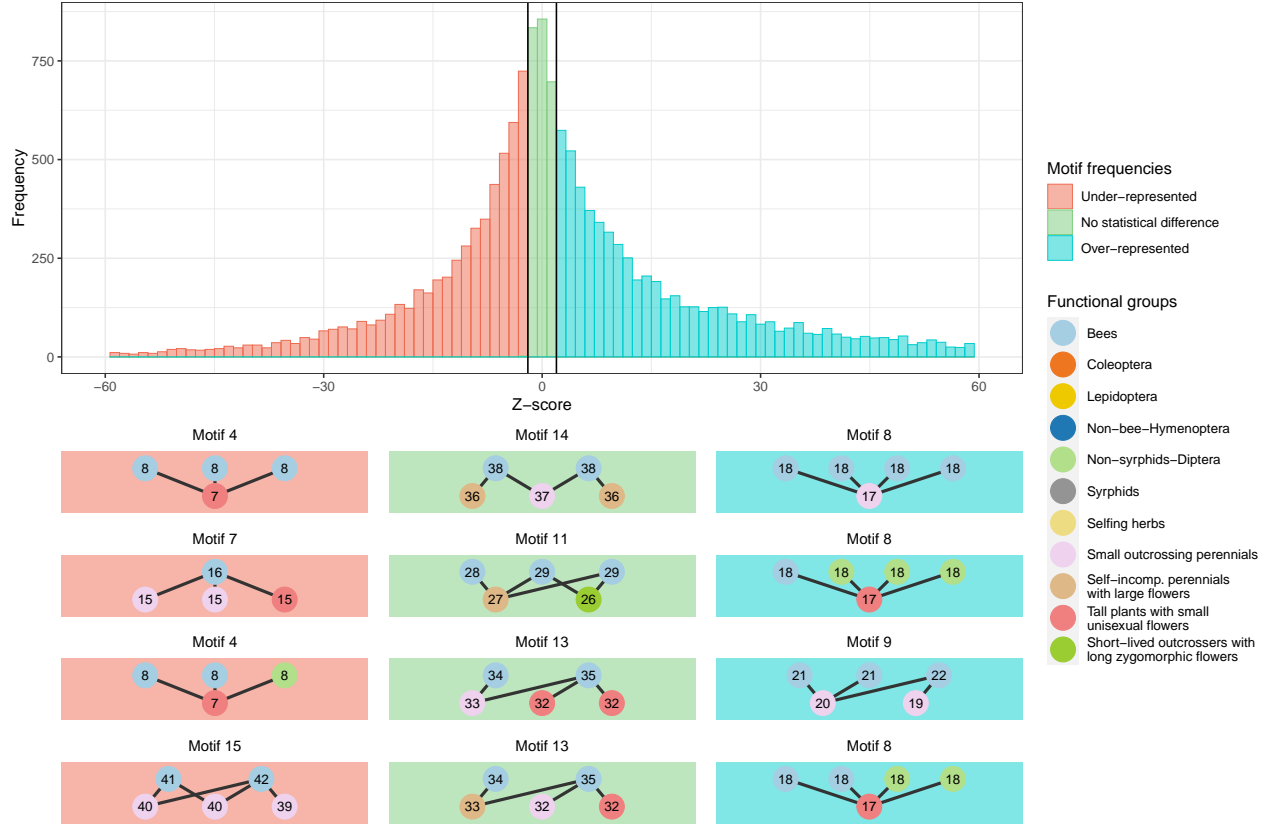 750
500
250
0
Frequency
−60
−30
0
30
60
Z−score
Motif frequencies
Under−represented
No statistical difference
Over−represented
Functional groups
Bees
Coleoptera
Lepidoptera
Non−bee−Hymenoptera
Non−syrphids−Diptera
Syrphids
Selfing herbs
Small outcrossing perennials
Self−incomp. perennials
with large flowers
Tall plants with small
unisexual flowers
Short−lived outcrossers with
long zygomorphic flowers
Motif 4
8 8 8
7
Motif 14
38 38
36 37 36
Motif 8
18 18 18 18
17
Motif 7
16
15 15 15
Motif 11
28 29 29
27 26
Motif 8
18 18 18 18
17
Motif 4
8 8 8
7
Motif 13
34 35
33 32 32
Motif 9
21 21 22
20 19
Motif 15
41 42
40 40 39
Motif 13
34 35
33 32 32
Motif 8
18 18 18 18
17